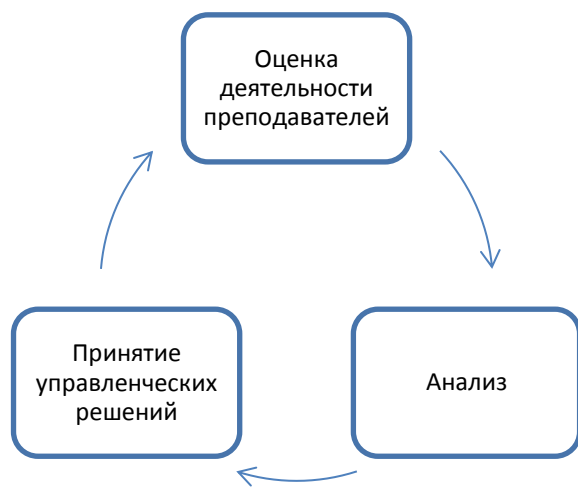 Оценка
деятельности
преподавателей
Принятие
управленческих
решений
Анализ